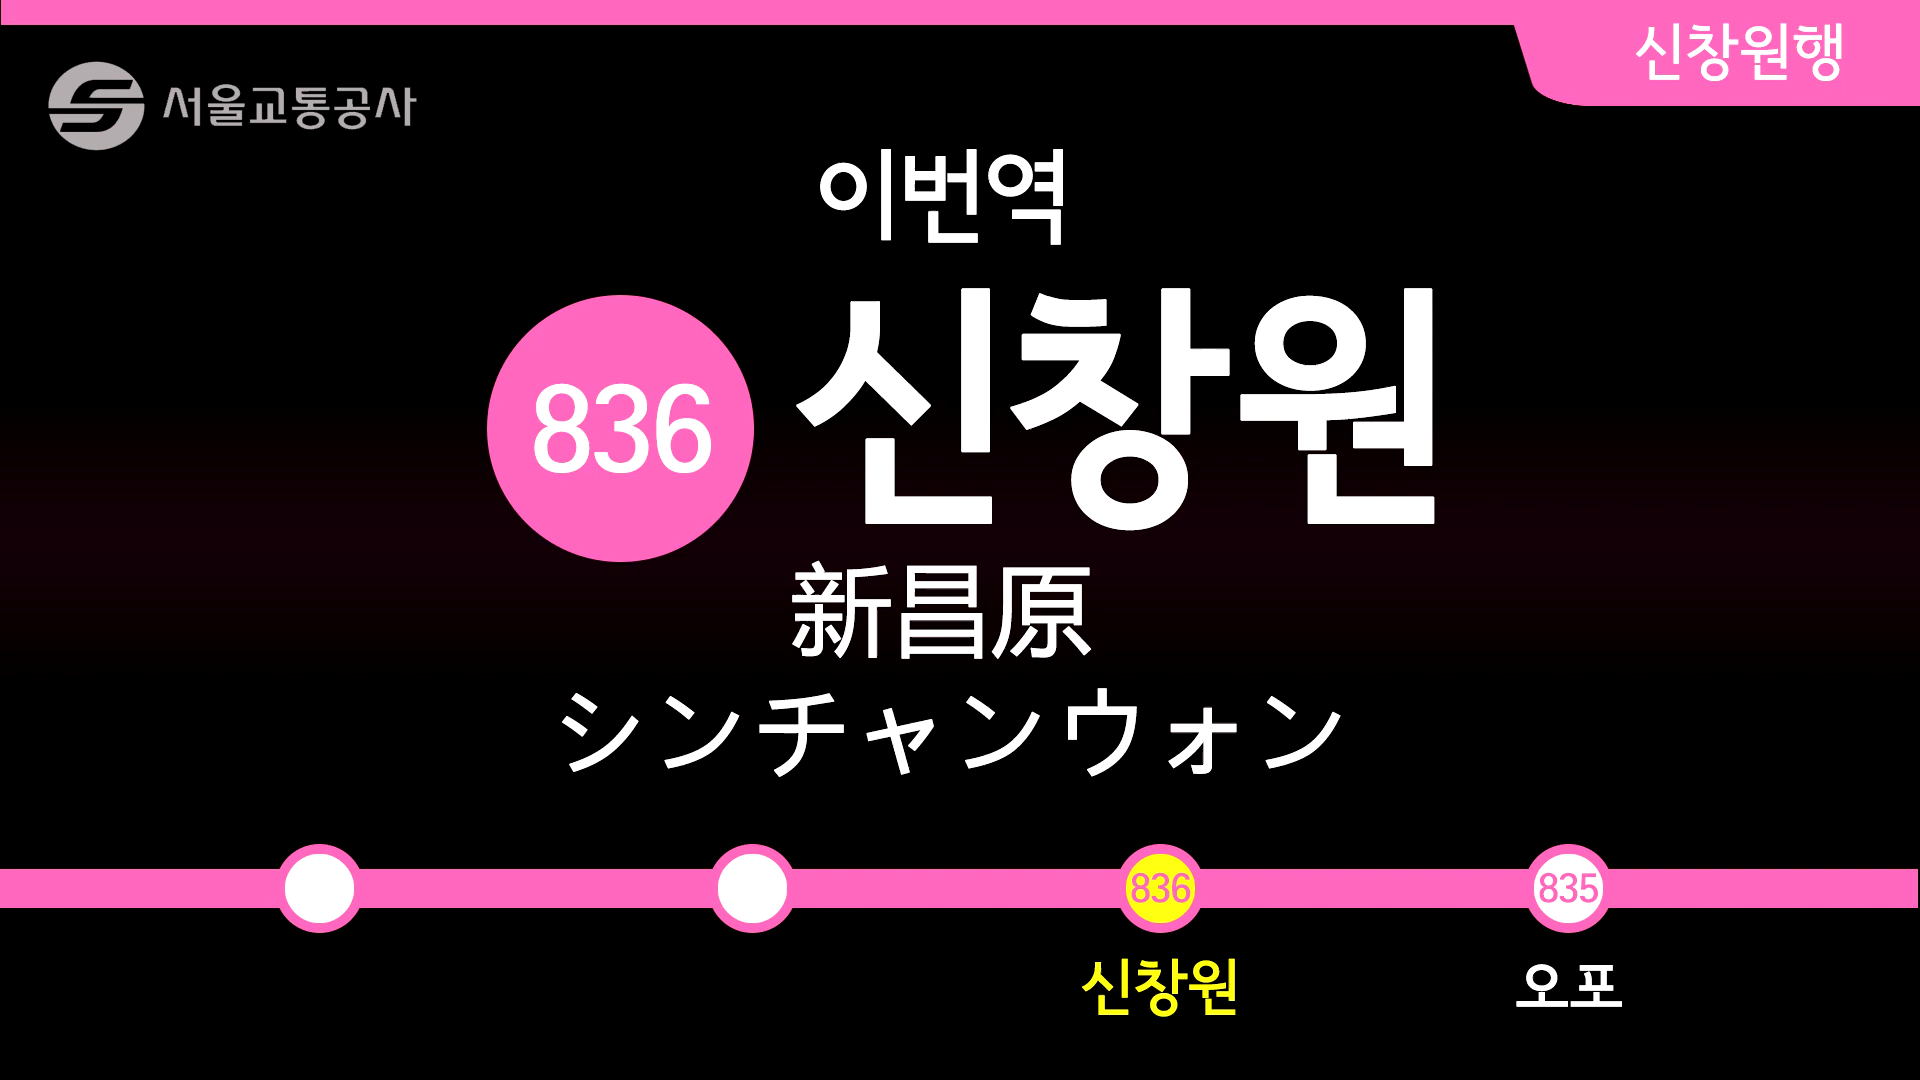 신창원행
서울교통공사
이번역
836 신창원
新昌原
シンチャンウォン
836 835
신창원 오포